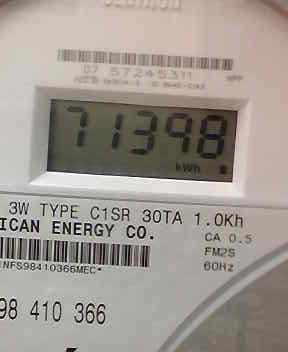 07 57245311
71398
kWh
3W TYPE C1SR 30TA 1.0Kh
ICAN ENERGY CO.
CA 0.5
FM2S
60Hz
NFS98410366MEC*
98 410 366